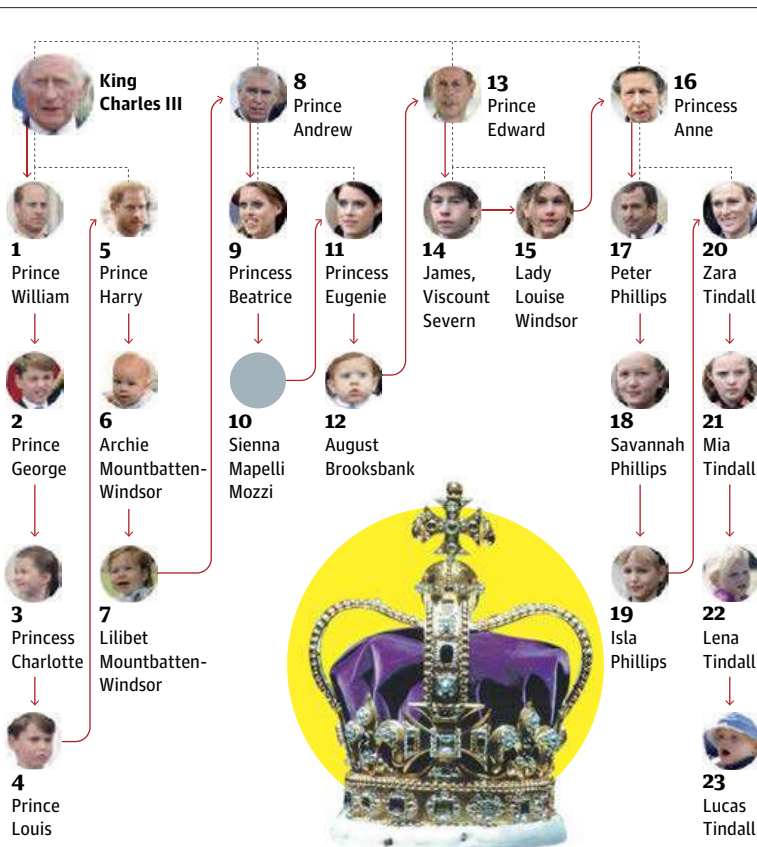 King
Charles III
1
Prince
William
2
Prince
George
3
Princess
Charlotte
4
Prince
Louis
5
Prince
Harry
6
Archie
Mountbatten-
Windsor
7
Lilibet
Mountbatten-
Windsor
8
Prince
Andrew
9
Princess
Beatrice
10
Sienna
Mapelli
Mozzi
11
Princess
Eugenie
12
August
Brooksbank
13
Prince
Edward
14
James,
Viscount
Severn
15
Lady
Louise
Windsor
16
Princess
Anne
17
Peter
Phillips
18
Savannah
Phillips
19
Isla
Phillips
20
Zara
Tindall
21
Mia
Tindall
22
Lena
Tindall
23
Lucas
Tindall